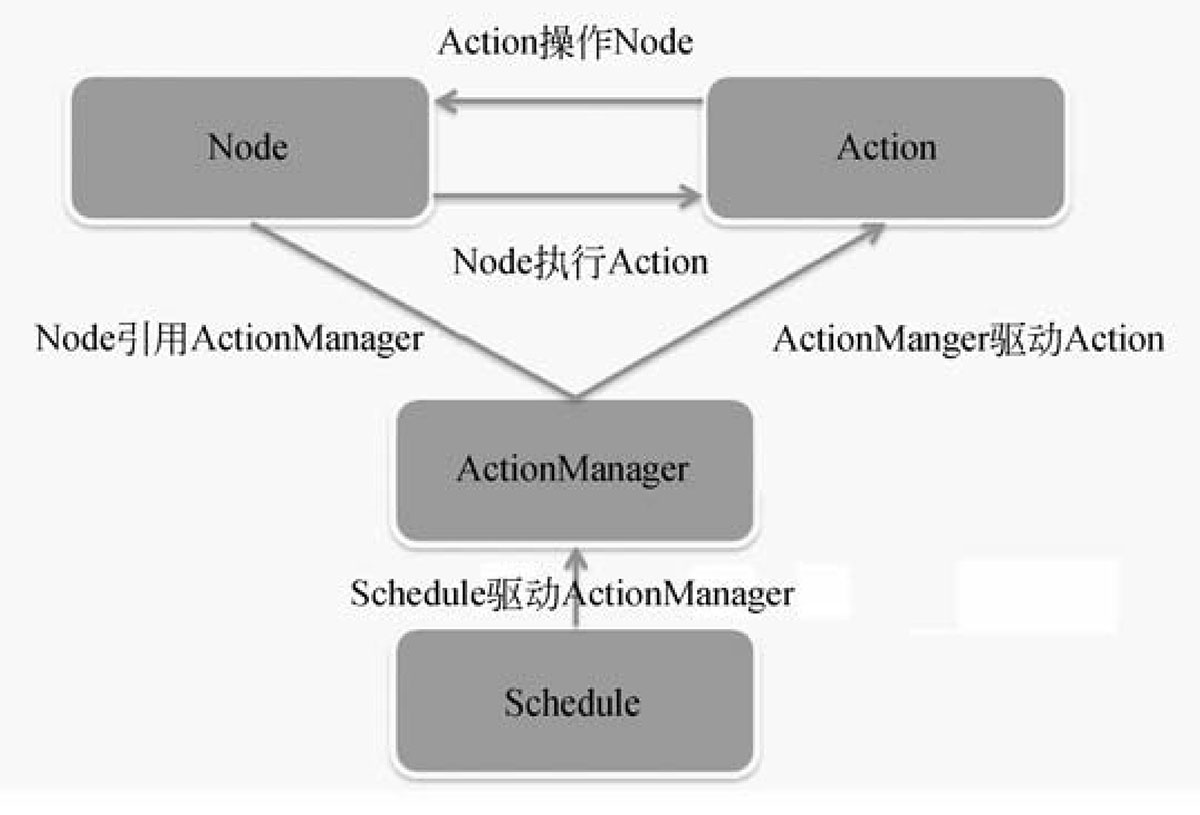 Action操作Node
Node
Action
Node执行Action
Node引用ActionManager
ActionManger驱动Action
ActionManager
Schedule驱动ActionManager
Schedule